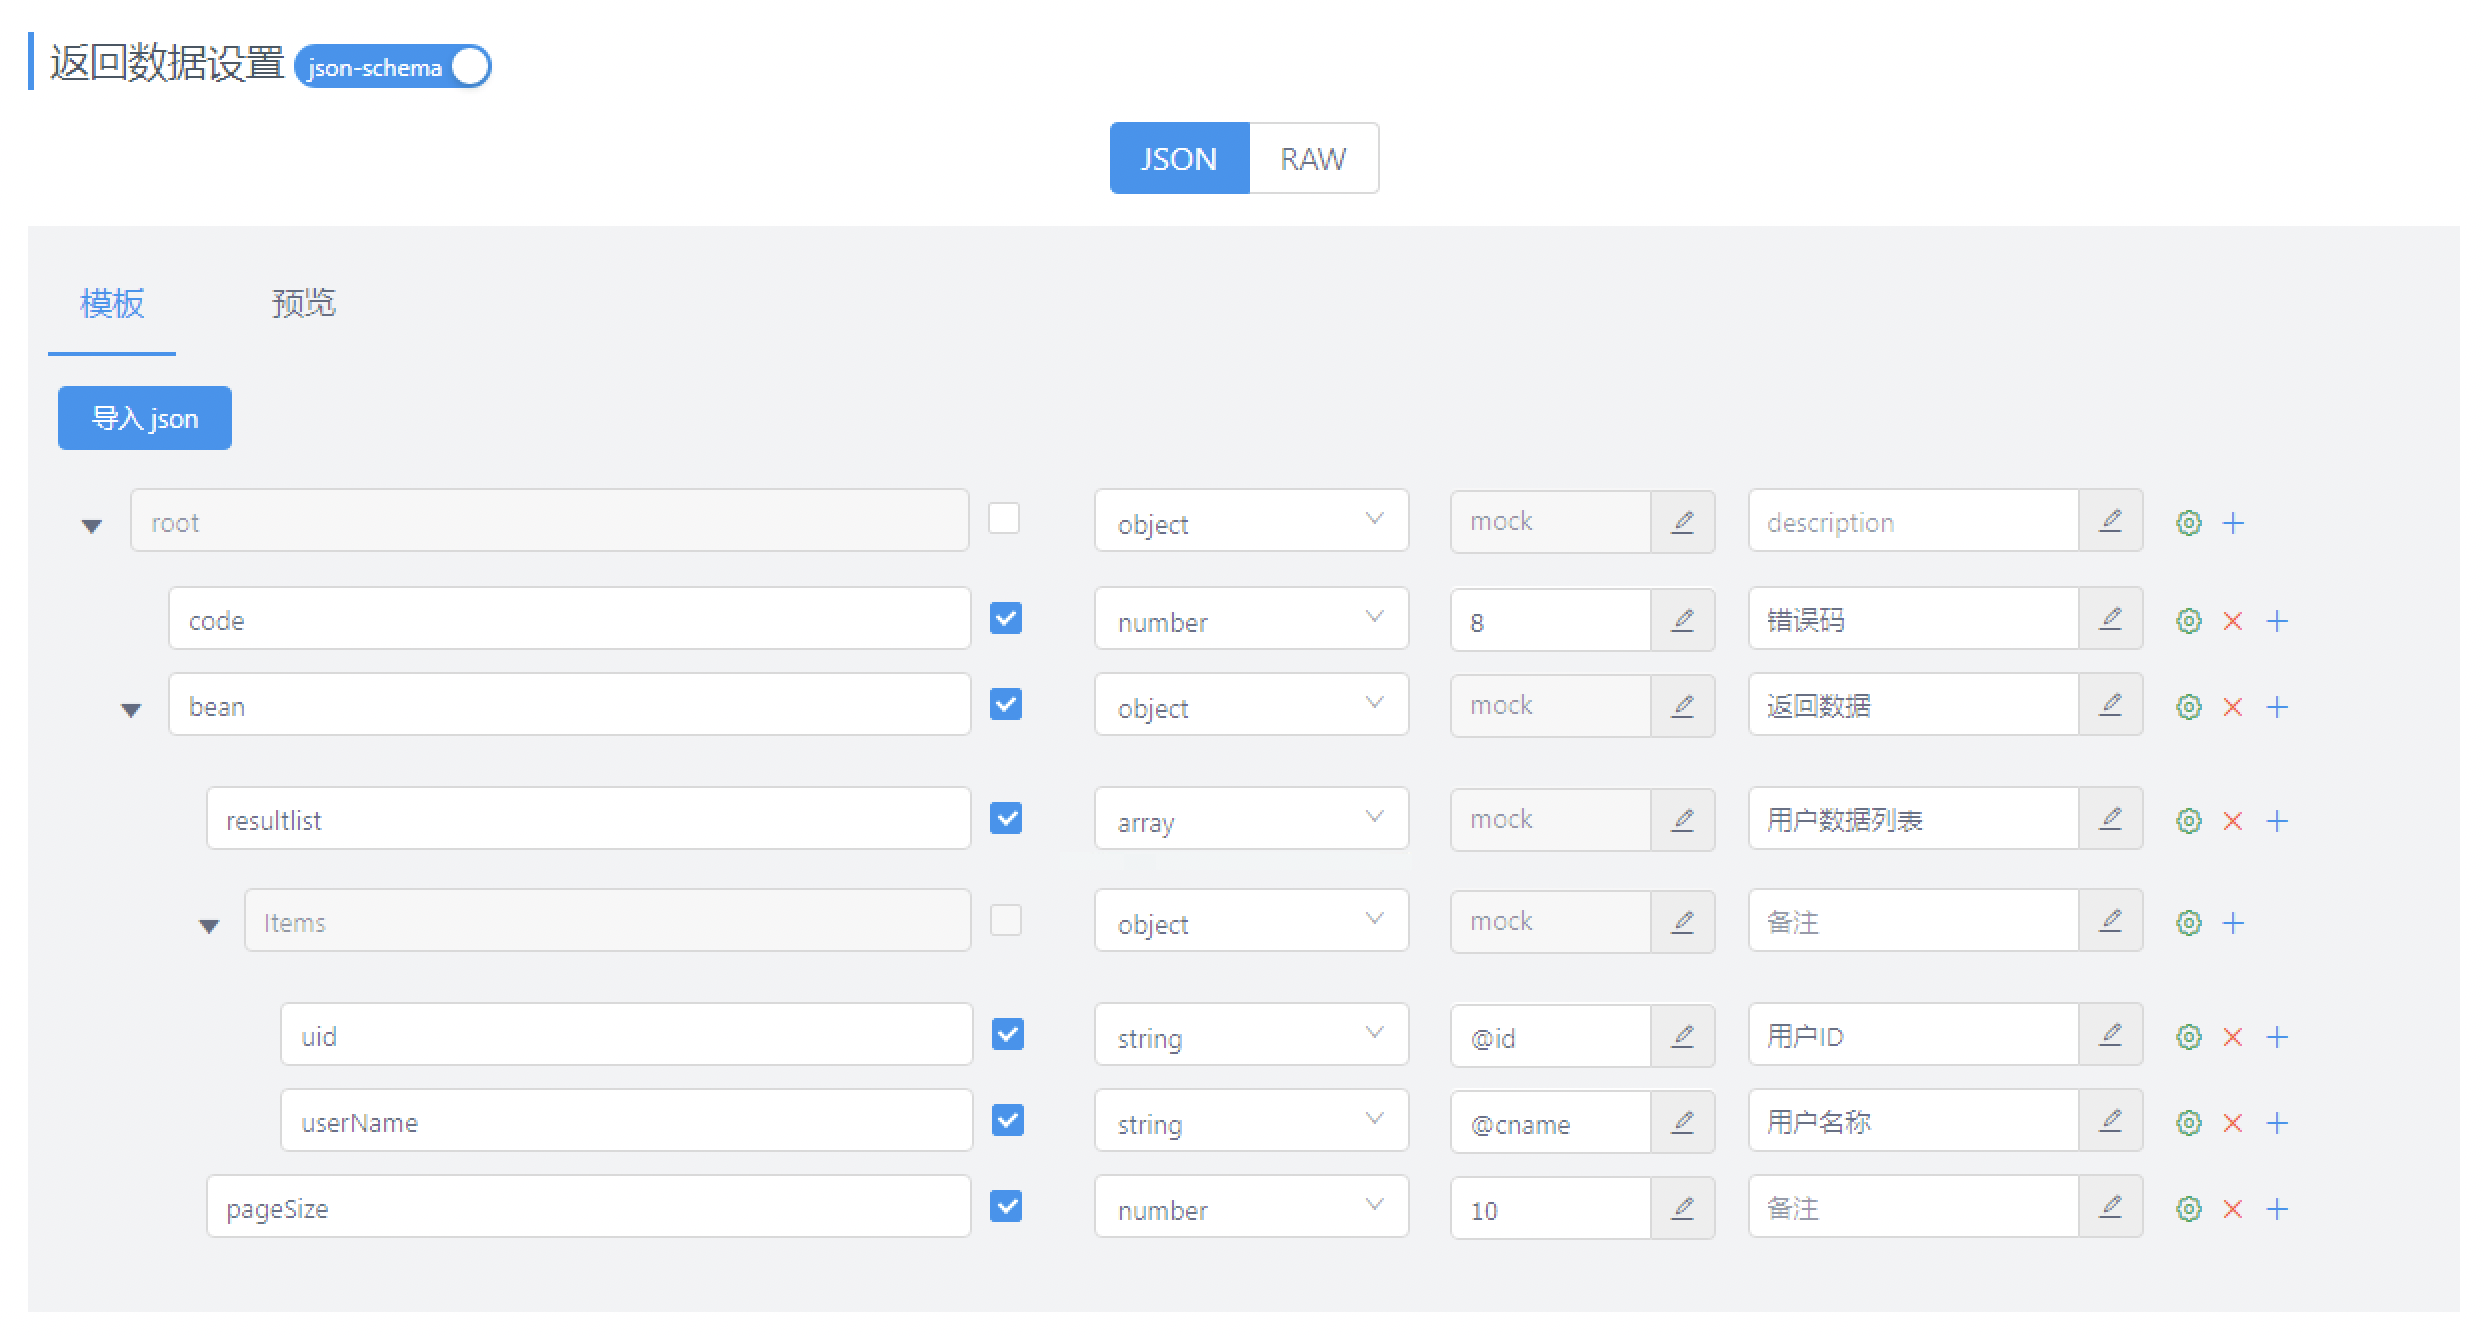 返回数据设置 json-schema
JSON RAW
模板 预览
导入 json
root object mock description
code number 8 错误码
bean object mock 返回数据
resultlist array mock 用户数据列表
Items object mock 备注
uid string @id 用户ID
userName string @cname 用户名称
pageSize number 10 备注